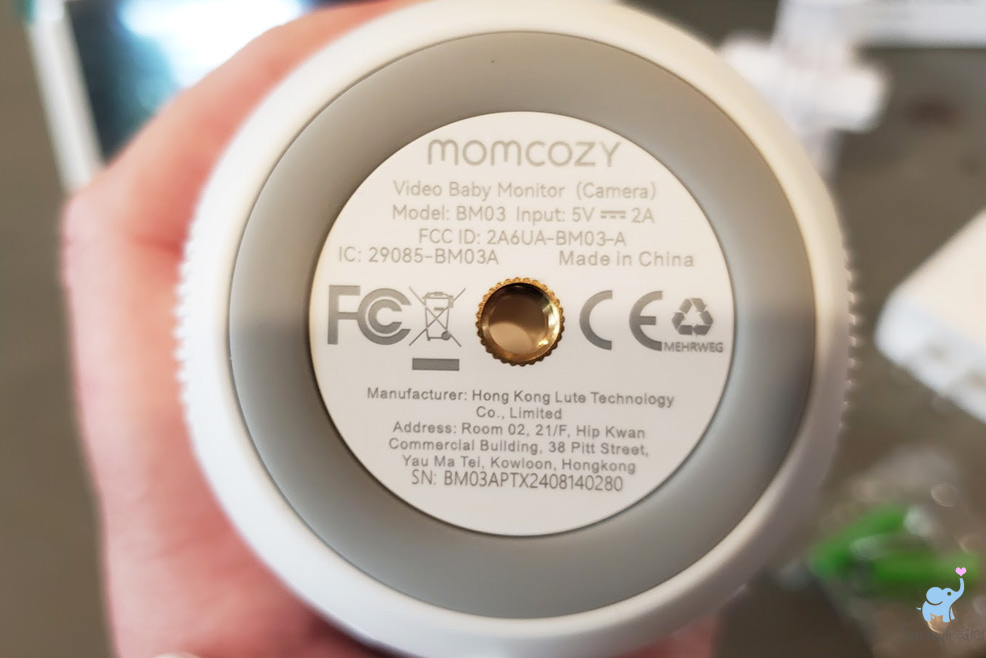 momcozy
Video Baby Monitor (Camera)
Model: BM03 Input: 5V ⎓ 2A
FCC ID: 2A6UA-BM03-A
IC: 29085-BM03A Made in China
FC CE
MEHRWEG
Manufacturer: Hong Kong Lute Technology
Co., Limited
Address: Room 02, 21/F, Hip Kwan
Commercial Building, 38 Pitt Street,
Yau Ma Tei, Kowloon, Hongkong
SN: BM03APTX2408140280